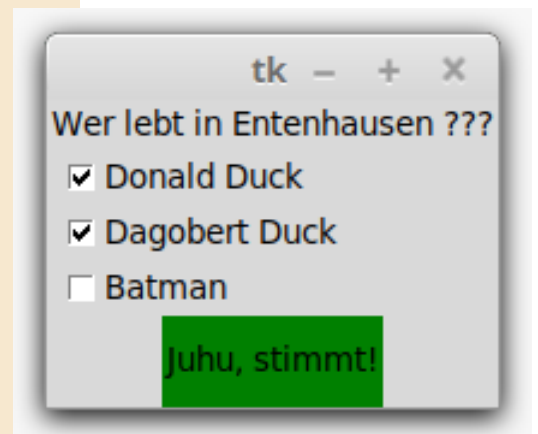 tk
Wer lebt in Entenhausen ???
Donald Duck
Dagobert Duck
Batman
Juhu, stimmt!